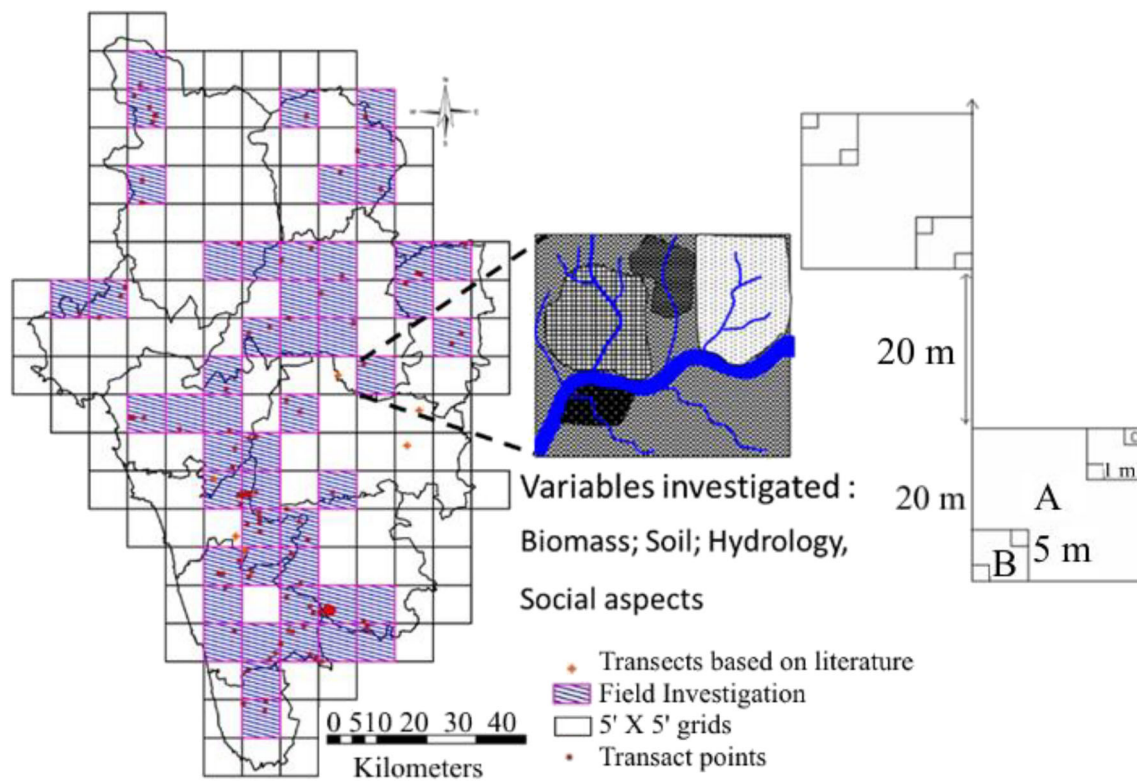 N
W E
S
20 m
20 m
1 m
A
B
5 m
Variables investigated :
Biomass; Soil; Hydrology,
Social aspects
Transects based on literature
Field Investigation
5' X 5' grids
Transact points
0 5 10 20 30 40
Kilometers